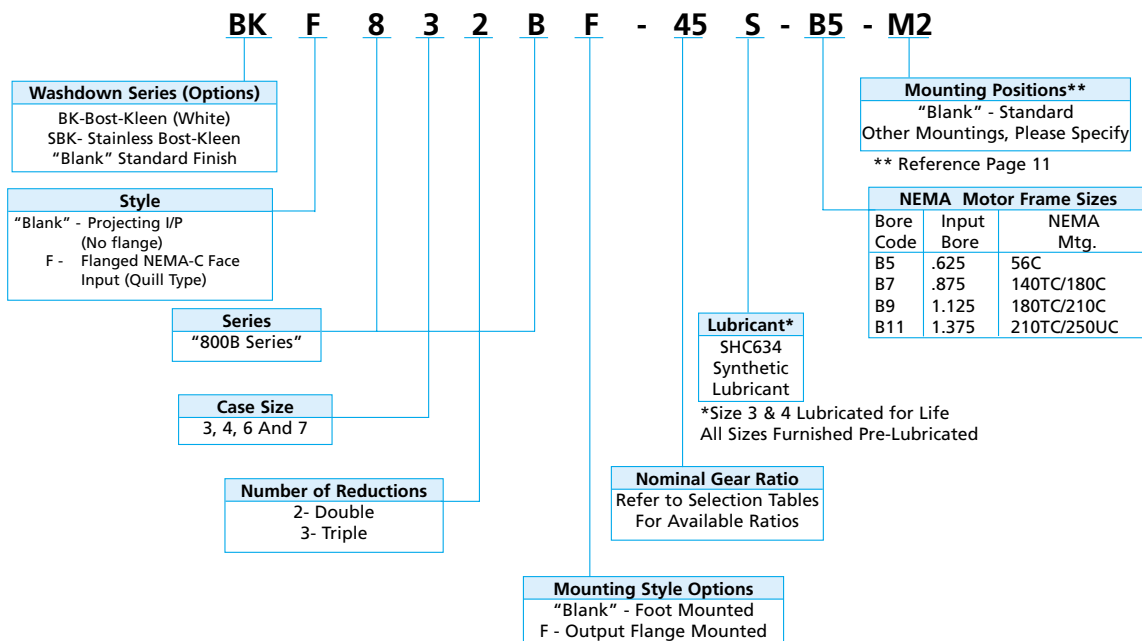 BK F 8 3 2 B F - 45 S - B5 - M2
Washdown Series (Options)
BK-Bost-Kleen (White)
SBK- Stainless Bost-Kleen
"Blank" Standard Finish
Mounting Positions**
"Blank" - Standard
Other Mountings, Please Specify
** Reference Page 11
Style
"Blank" - Projecting I/P
(No flange)
F - Flanged NEMA-C Face
Input (Quill Type)
NEMA Motor Frame Sizes
Bore Input NEMA
Code Bore Mtg.
B5 .625 56C
B7 .875 140TC/180C
B9 1.125 180TC/210C
B11 1.375 210TC/250UC
Series
"800B Series"
Lubricant*
SHC634
Synthetic
Lubricant
*Size 3 & 4 Lubricated for Life
All Sizes Furnished Pre-Lubricated
Case Size
3, 4, 6 And 7
Number of Reductions
2- Double
3- Triple
Nominal Gear Ratio
Refer to Selection Tables
For Available Ratios
Mounting Style Options
"Blank" - Foot Mounted
F - Output Flange Mounted